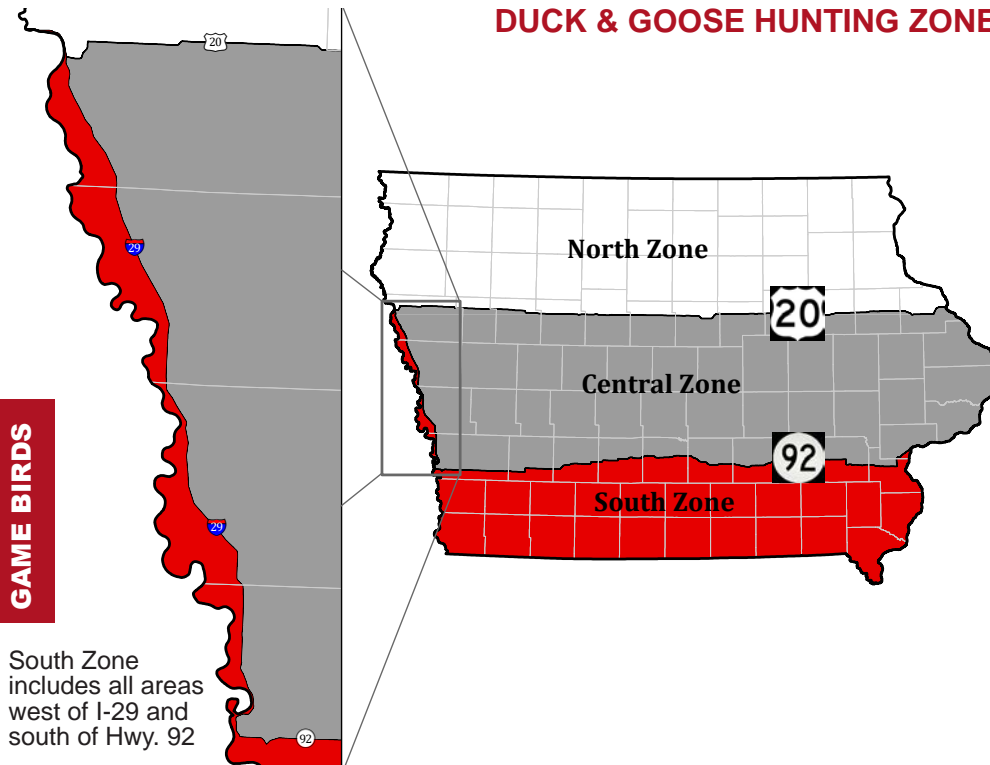 DUCK & GOOSE HUNTING ZONE
20
29
29
92
North Zone
20
Central Zone
92
South Zone
GAME BIRDS
South Zone
includes all areas
west of I-29 and
south of Hwy. 92